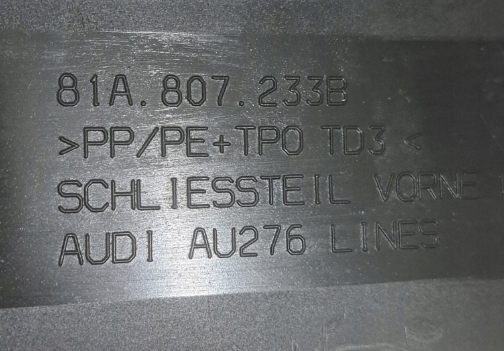 81A.807.233B
>PP/PE+TPO TD3<
SCHLIESSTEIL VORNE
AUDI AU276 LINES